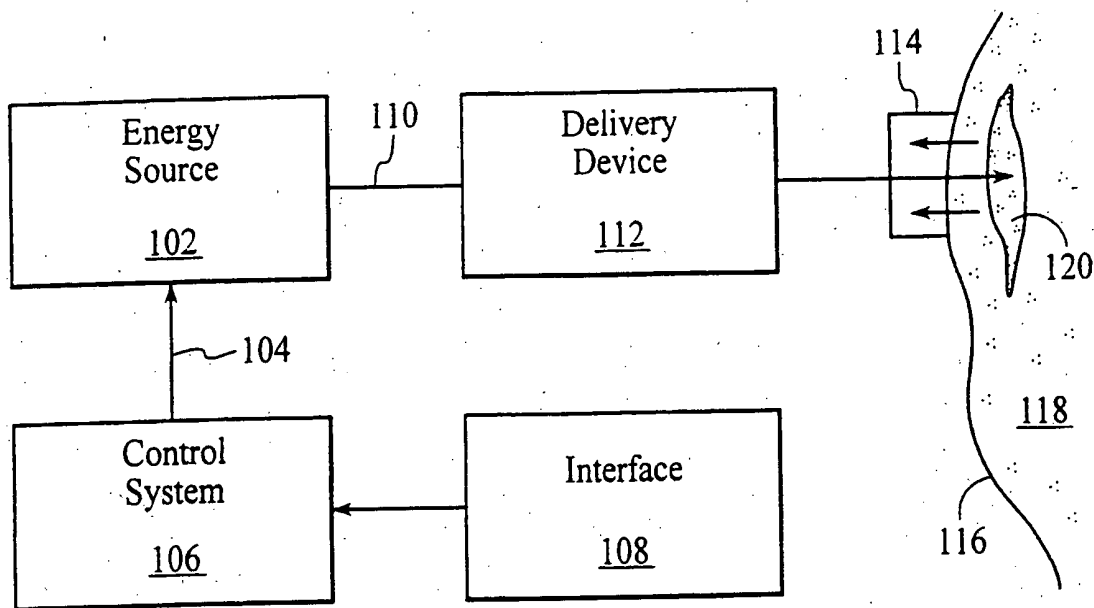 114
Energy
Source
102
110
Delivery
Device
112
120
104
Control
System
106
Interface
108
118
116